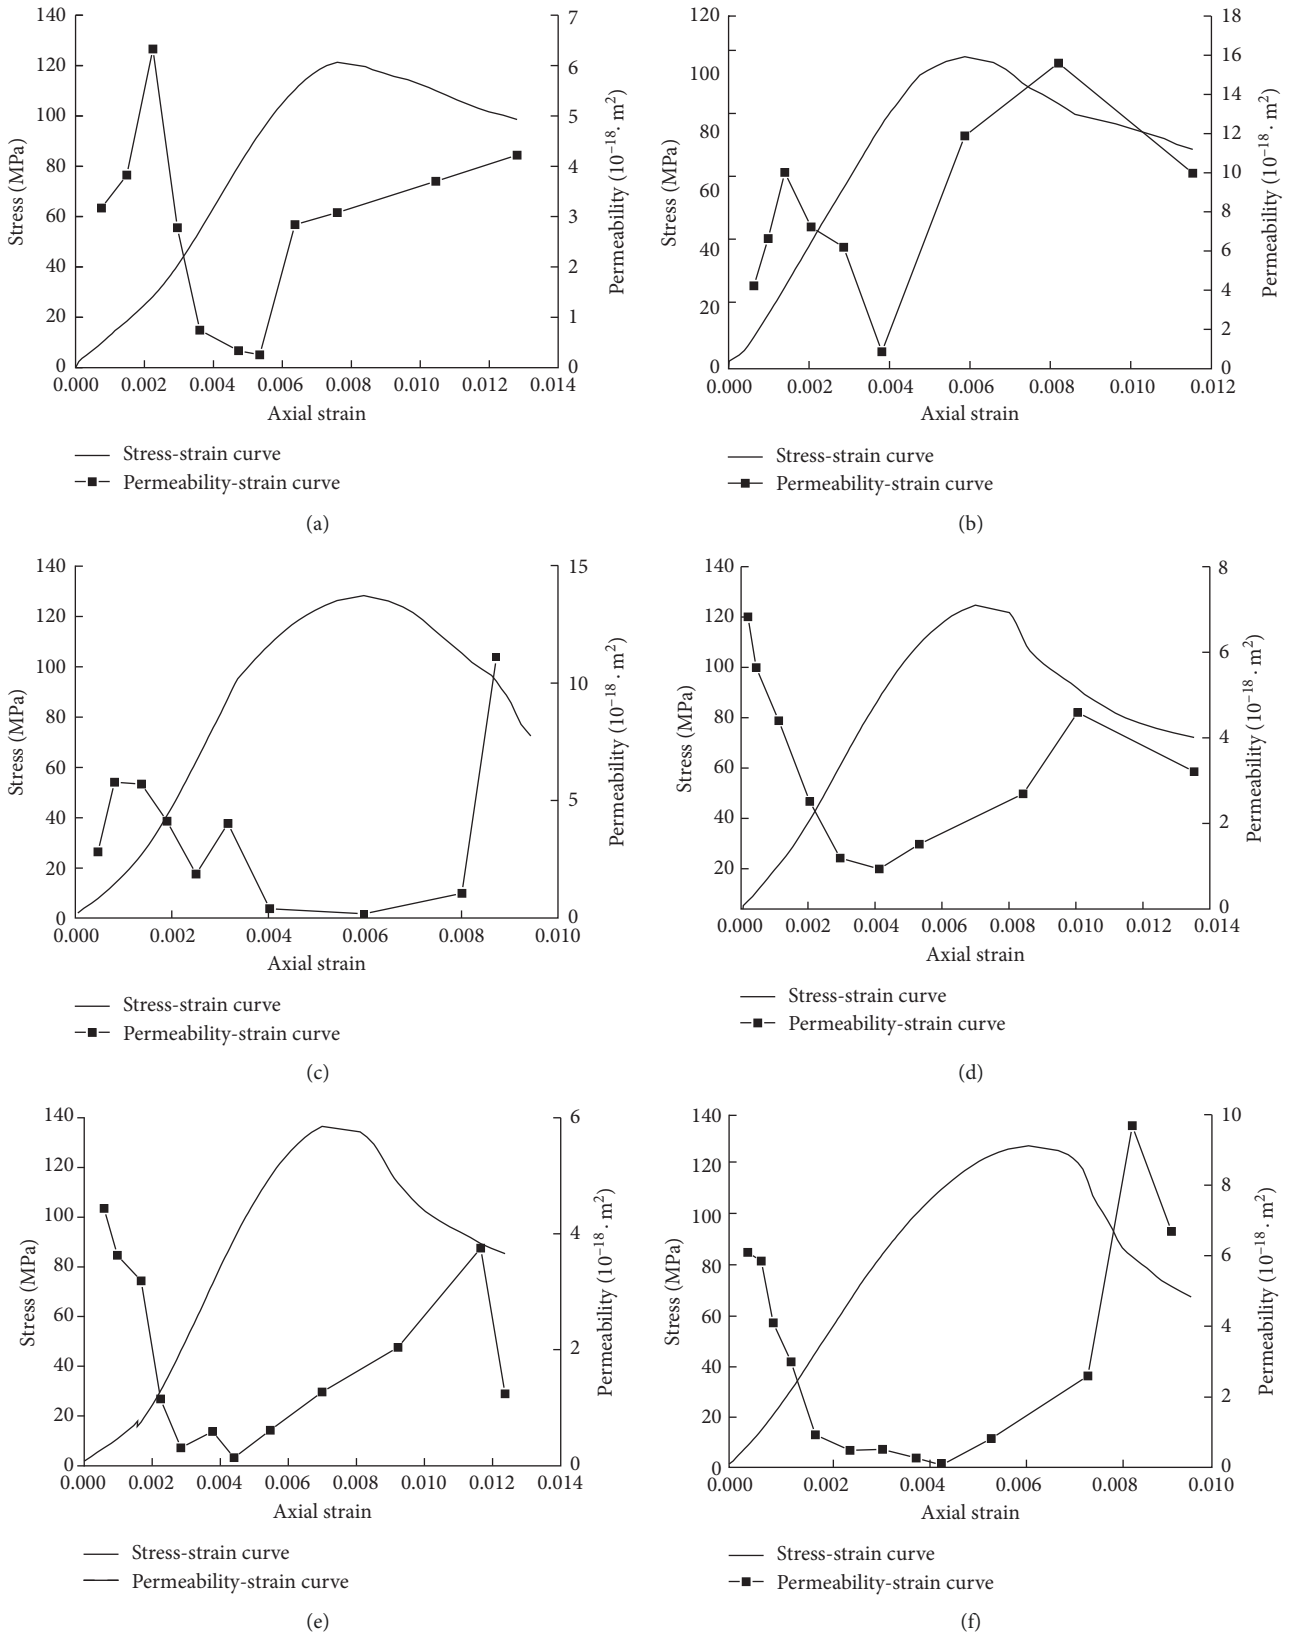 140
120
100
80
60
40
20
0
Stress (MPa)
7
6
5
4
3
2
1
0
Permeability (10⁻¹⁸ · m²)
0.000 0.002 0.004 0.006 0.008 0.010 0.012 0.014
Axial strain
Stress-strain curve
Permeability-strain curve
(a)
120
100
80
60
40
20
0
Stress (MPa)
18
16
14
12
10
8
6
4
2
0
Permeability (10⁻¹⁸ · m²)
0.000 0.002 0.004 0.006 0.008 0.010 0.012
Axial strain
Stress-strain curve
Permeability-strain curve
(b)
140
120
100
80
60
40
20
0
Stress (MPa)
15
10
5
0
Permeability (10⁻¹⁸ · m²)
0.000 0.002 0.004 0.006 0.008 0.010
Axial strain
Stress-strain curve
Permeability-strain curve
(c)
140
120
100
80
60
40
20
Stress (MPa)
8
6
4
2
0
Permeability (10⁻¹⁸ · m²)
0.000 0.002 0.004 0.006 0.008 0.010 0.012 0.014
Axial strain
Stress-strain curve
Permeability-strain curve
(d)
140
120
100
80
60
40
20
0
Stress (MPa)
6
4
2
0
Permeability (10⁻¹⁸ · m²)
0.000 0.002 0.004 0.006 0.008 0.010 0.012 0.014
Axial strain
Stress-strain curve
Permeability-strain curve
(e)
140
120
100
80
60
40
20
0
Stress (MPa)
10
8
6
4
2
0
Permeability (10⁻¹⁸ · m²)
0.000 0.002 0.004 0.006 0.008 0.010
Axial strain
Stress-strain curve
Permeability-strain curve
(f)